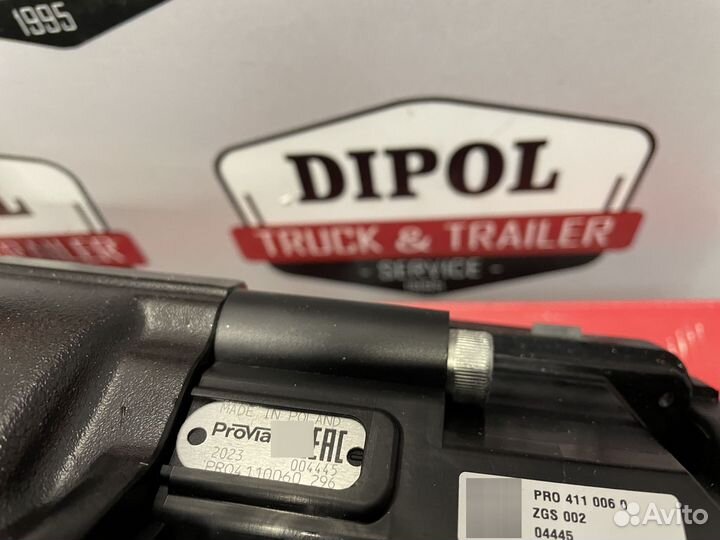 1995
DIPOL
TRUCK & TRAILER
- SERVICE -
TRAILER
MADE IN POLAND
ProVia EAC
2023 004445
PRO4110060 296
PRO 411 006 0
ZGS 002
04445
Avito